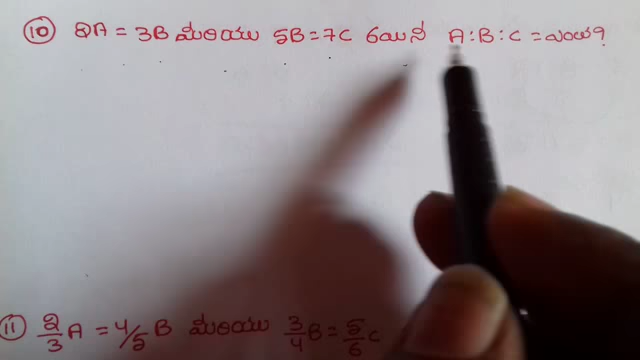 10) 2A = 3B మరియు 5B = 7C అయిన A : B : C = ఎంత?
11) 2/3 A = 4/5 B మరియు 3/4 B = 5/6 C